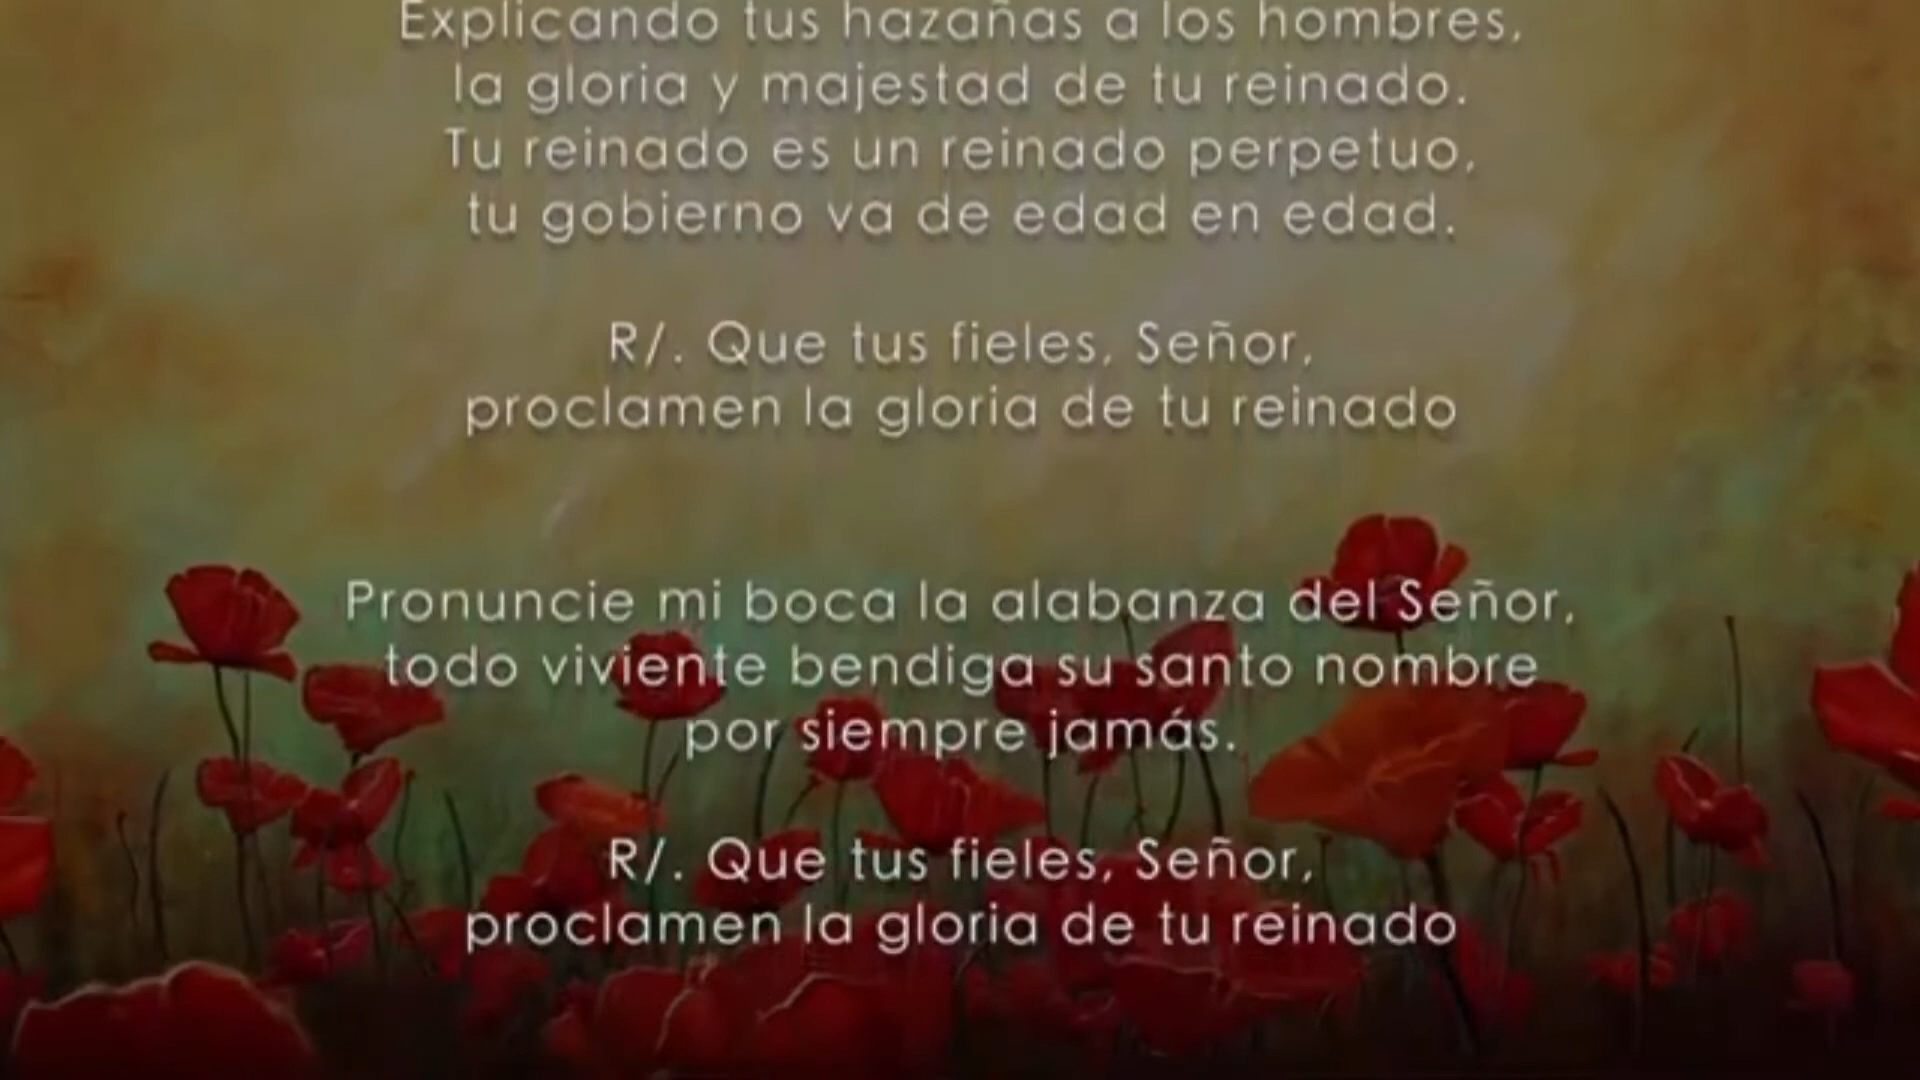 Explicando tus hazañas a los hombres,
la gloria y majestad de tu reinado.
Tu reinado es un reinado perpetuo,
tu gobierno va de edad en edad.
R/. Que tus fieles, Señor,
proclamen la gloria de tu reinado
Pronuncie mi boca la alabanza del Señor,
todo viviente bendiga su santo nombre
por siempre jamás.
R/. Que tus fieles, Señor,
proclamen la gloria de tu reinado